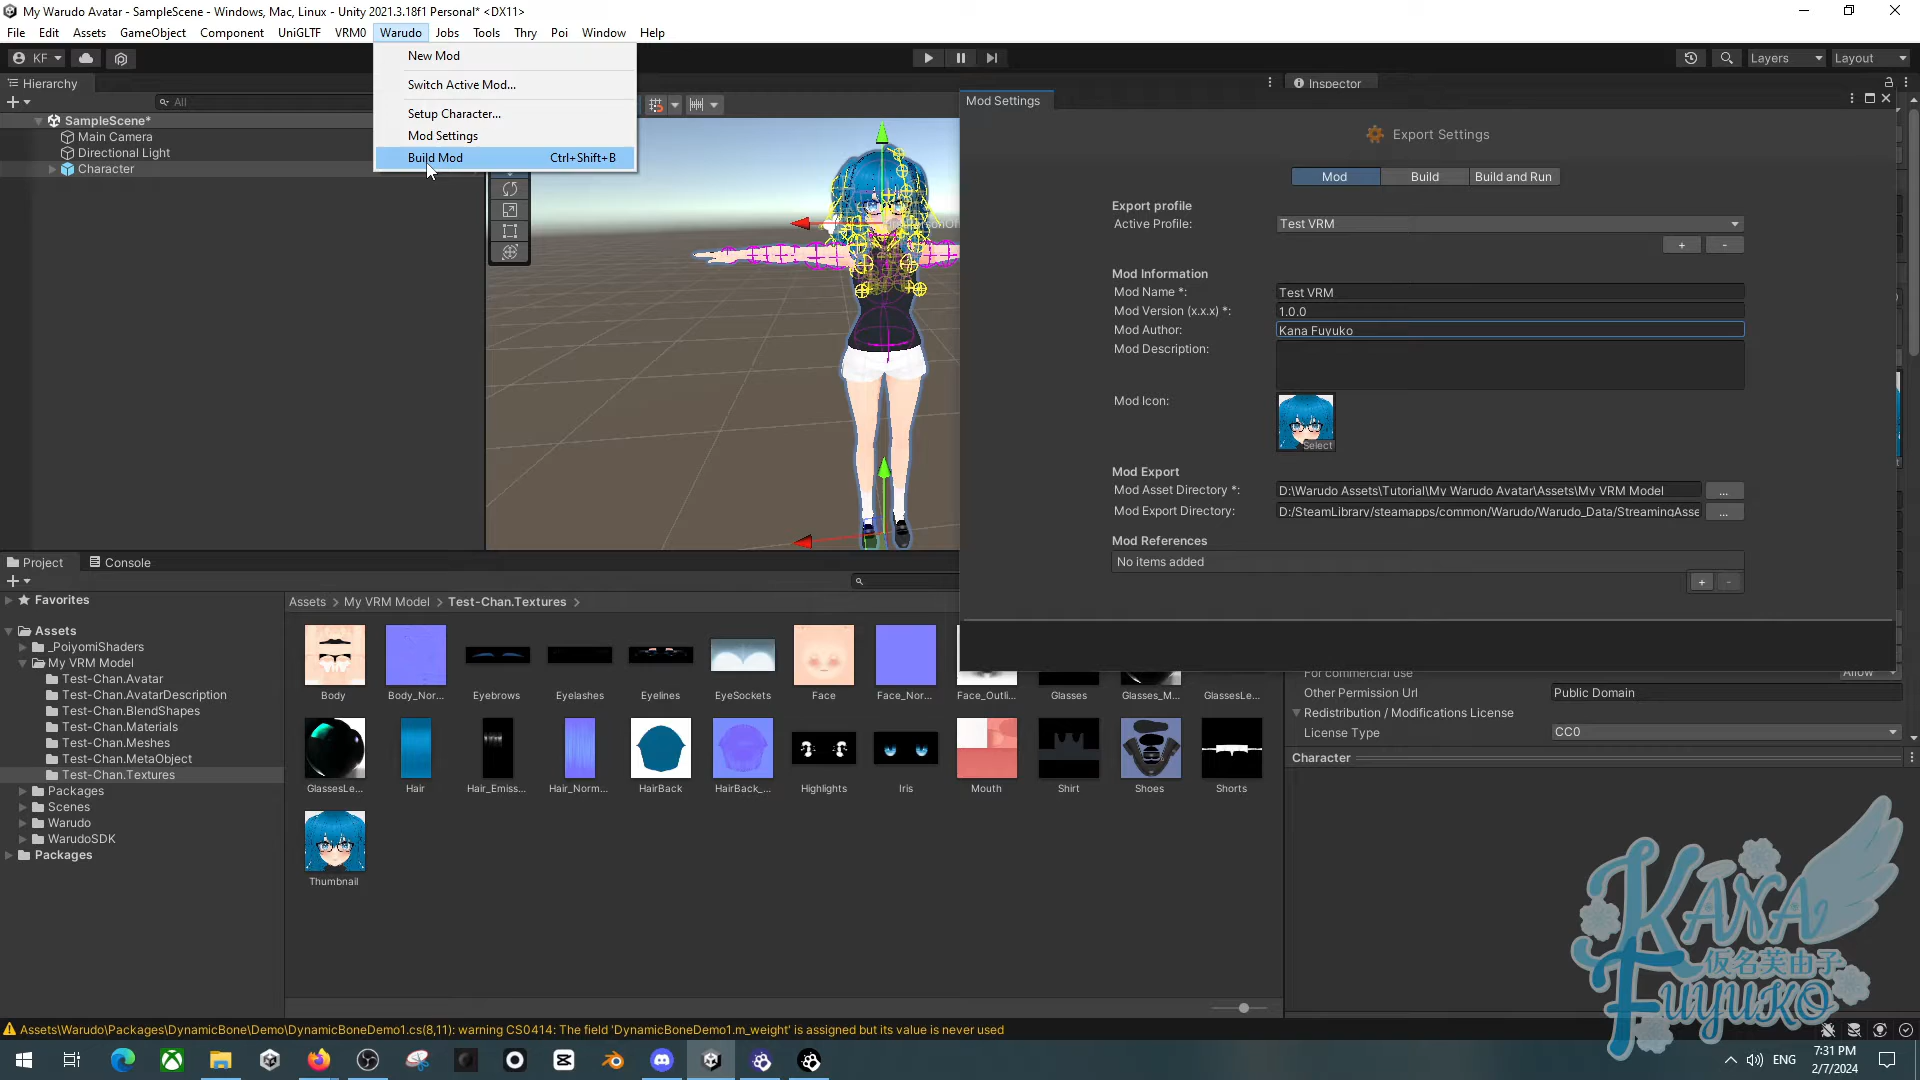 My Warudo Avatar - SampleScene - Windows, Mac, Linux - Unity 2021.3.18f1 Personal* <DX11>
File Edit Assets GameObject Component UniGLTF VRM0 Warudo Jobs Tools Thry Poi Window Help
New Mod
Switch Active Mod...
Setup Character...
Mod Settings
Build Mod Ctrl+Shift+B
KF
Layers
Layout
Hierarchy
All
SampleScene*
Main Camera
Directional Light
Character
Inspector
Mod Settings
Export Settings
Mod Build Build and Run
Export profile
Active Profile: Test VRM
+ -
Mod Information
Mod Name *: Test VRM
Mod Version (x.x.x) *: 1.0.0
Mod Author: Kana Fuyuko
Mod Description:
Mod Icon:
Select
Mod Export
Mod Asset Directory *: D:\Warudo Assets\Tutorial\My Warudo Avatar\Assets\My VRM Model ...
Mod Export Directory: D:/SteamLibrary/steamapps/common/Warudo/Warudo_Data/StreamingAsse ...
Mod References
No items added
+ -
Project Console
Favorites
Assets
_PoiyomiShaders
My VRM Model
Test-Chan.Avatar
Test-Chan.AvatarDescription
Test-Chan.BlendShapes
Test-Chan.Materials
Test-Chan.Meshes
Test-Chan.MetaObject
Test-Chan.Textures
Packages
Scenes
Warudo
WarudoSDK
Packages
Assets > My VRM Model > Test-Chan.Textures >
Body Body_Nor... Eyebrows Eyelashes Eyelines EyeSockets Face Face_Nor... Face_Outli... Glasses Glasses_M... GlassesLe...
GlassesLe... Hair Hair_Emiss... Hair_Norm... HairBack HairBack_... Highlights Iris Mouth Shirt Shoes Shorts
Thumbnail
For commercial use Allow
Other Permission Url Public Domain
Redistribution / Modifications License
License Type CC0
Character
KANA
仮名芙由子
FUYUKO
Assets\Warudo\Packages\DynamicBone\Demo\DynamicBoneDemo1.cs(8,11): warning CS0414: The field 'DynamicBoneDemo1.m_weight' is assigned but its value is never used
ENG
7:31 PM
2/7/2024